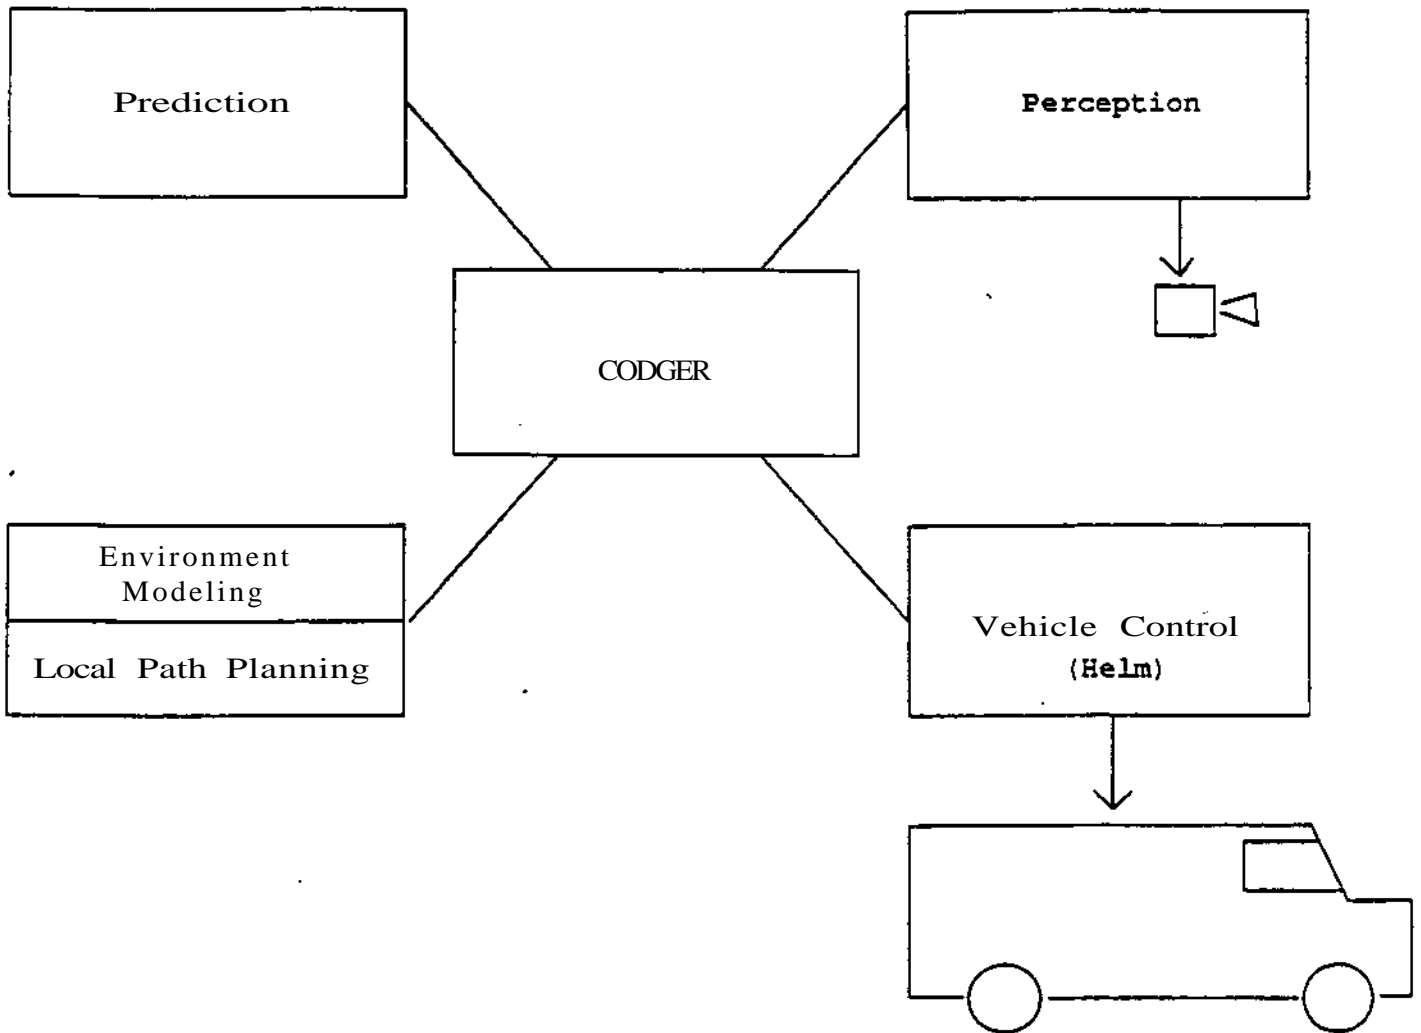 Prediction
Perception
CODGER
Environment
Modeling
Local Path Planning
Vehicle Control
(Helm)